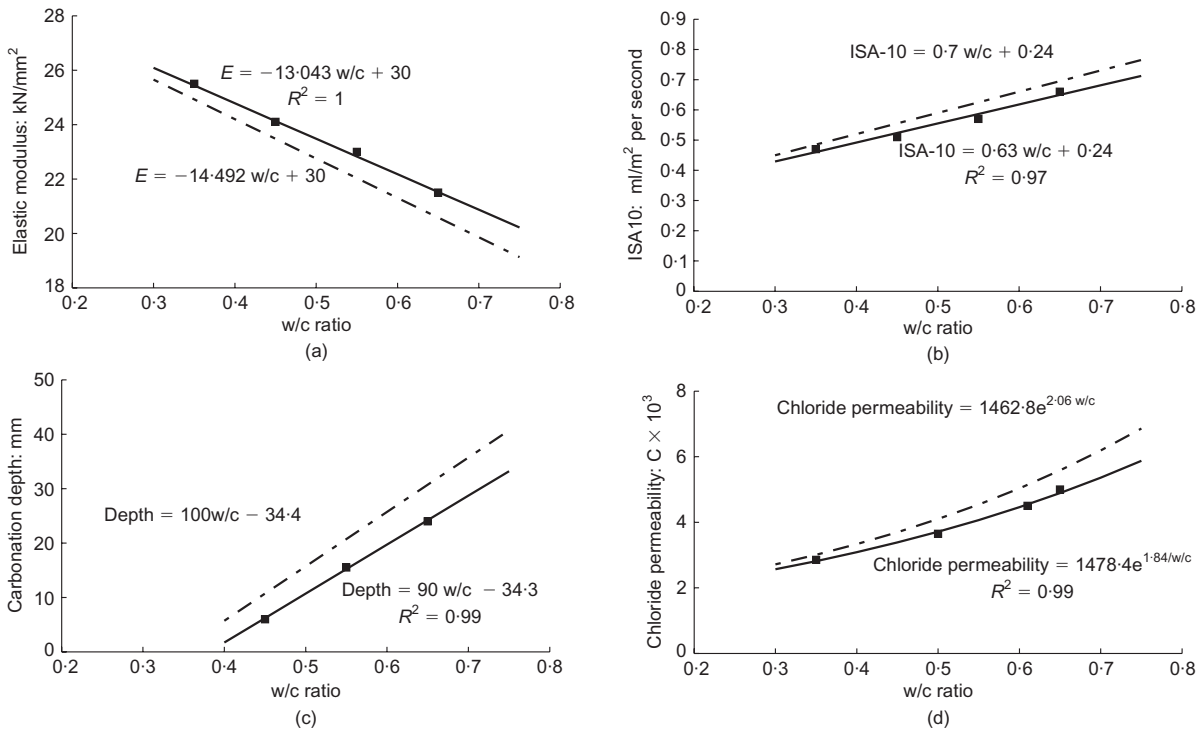 28
26
24
22
20
18
0·2 0·3 0·4 0·5 0·6 0·7 0·8
Elastic modulus: kN/mm²
E = −13·043 w/c + 30
R² = 1
E = −14·492 w/c + 30
w/c ratio
(a)
0·9
0·8
0·7
0·6
0·5
0·4
0·3
0·2
0·1
0
0·2 0·3 0·4 0·5 0·6 0·7 0·8
ISA10: ml/m² per second
ISA-10 = 0·7 w/c + 0·24
ISA-10 = 0·63 w/c + 0·24
R² = 0·97
w/c ratio
(b)
50
40
30
20
10
0
0·2 0·3 0·4 0·5 0·6 0·7 0·8
Carbonation depth: mm
Depth = 100w/c − 34·4
Depth = 90 w/c − 34·3
R² = 0·99
w/c ratio
(c)
8
6
4
2
0
0·2 0·3 0·4 0·5 0·6 0·7 0·8
Chloride permeability: C × 10³
Chloride permeability = 1462·8e^2·06 w/c
Chloride permeability = 1478·4e^1·84/w/c
R² = 0·99
w/c ratio
(d)